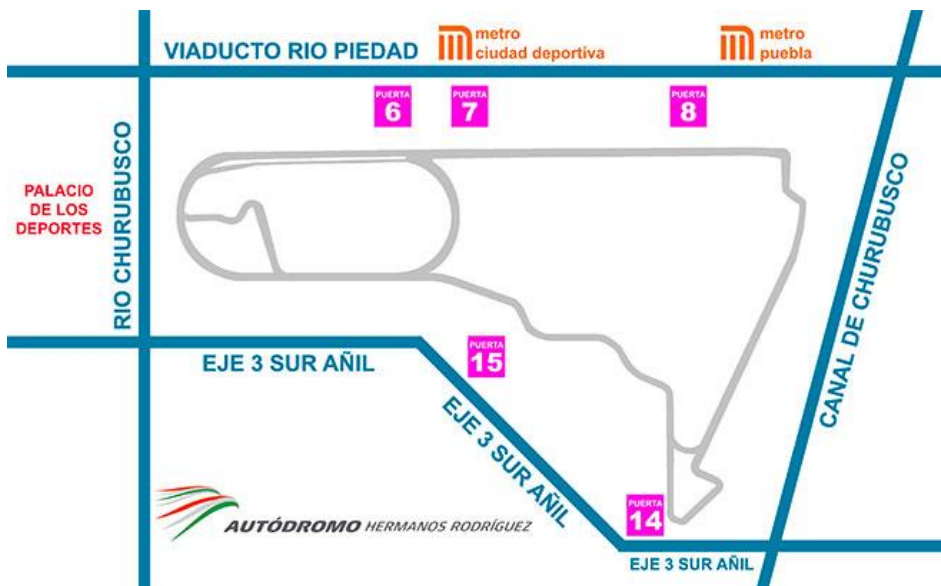 VIADUCTO RIO PIEDAD
metro
ciudad deportiva
metro
puebla
PUERTA
6
PUERTA
7
PUERTA
8
PALACIO
DE LOS
DEPORTES
RIO CHURUBUSCO
CANAL DE CHURUBUSCO
EJE 3 SUR AÑIL
PUERTA
15
EJE 3 SUR AÑIL
PUERTA
14
AUTÓDROMO HERMANOS RODRÍGUEZ
EJE 3 SUR AÑIL